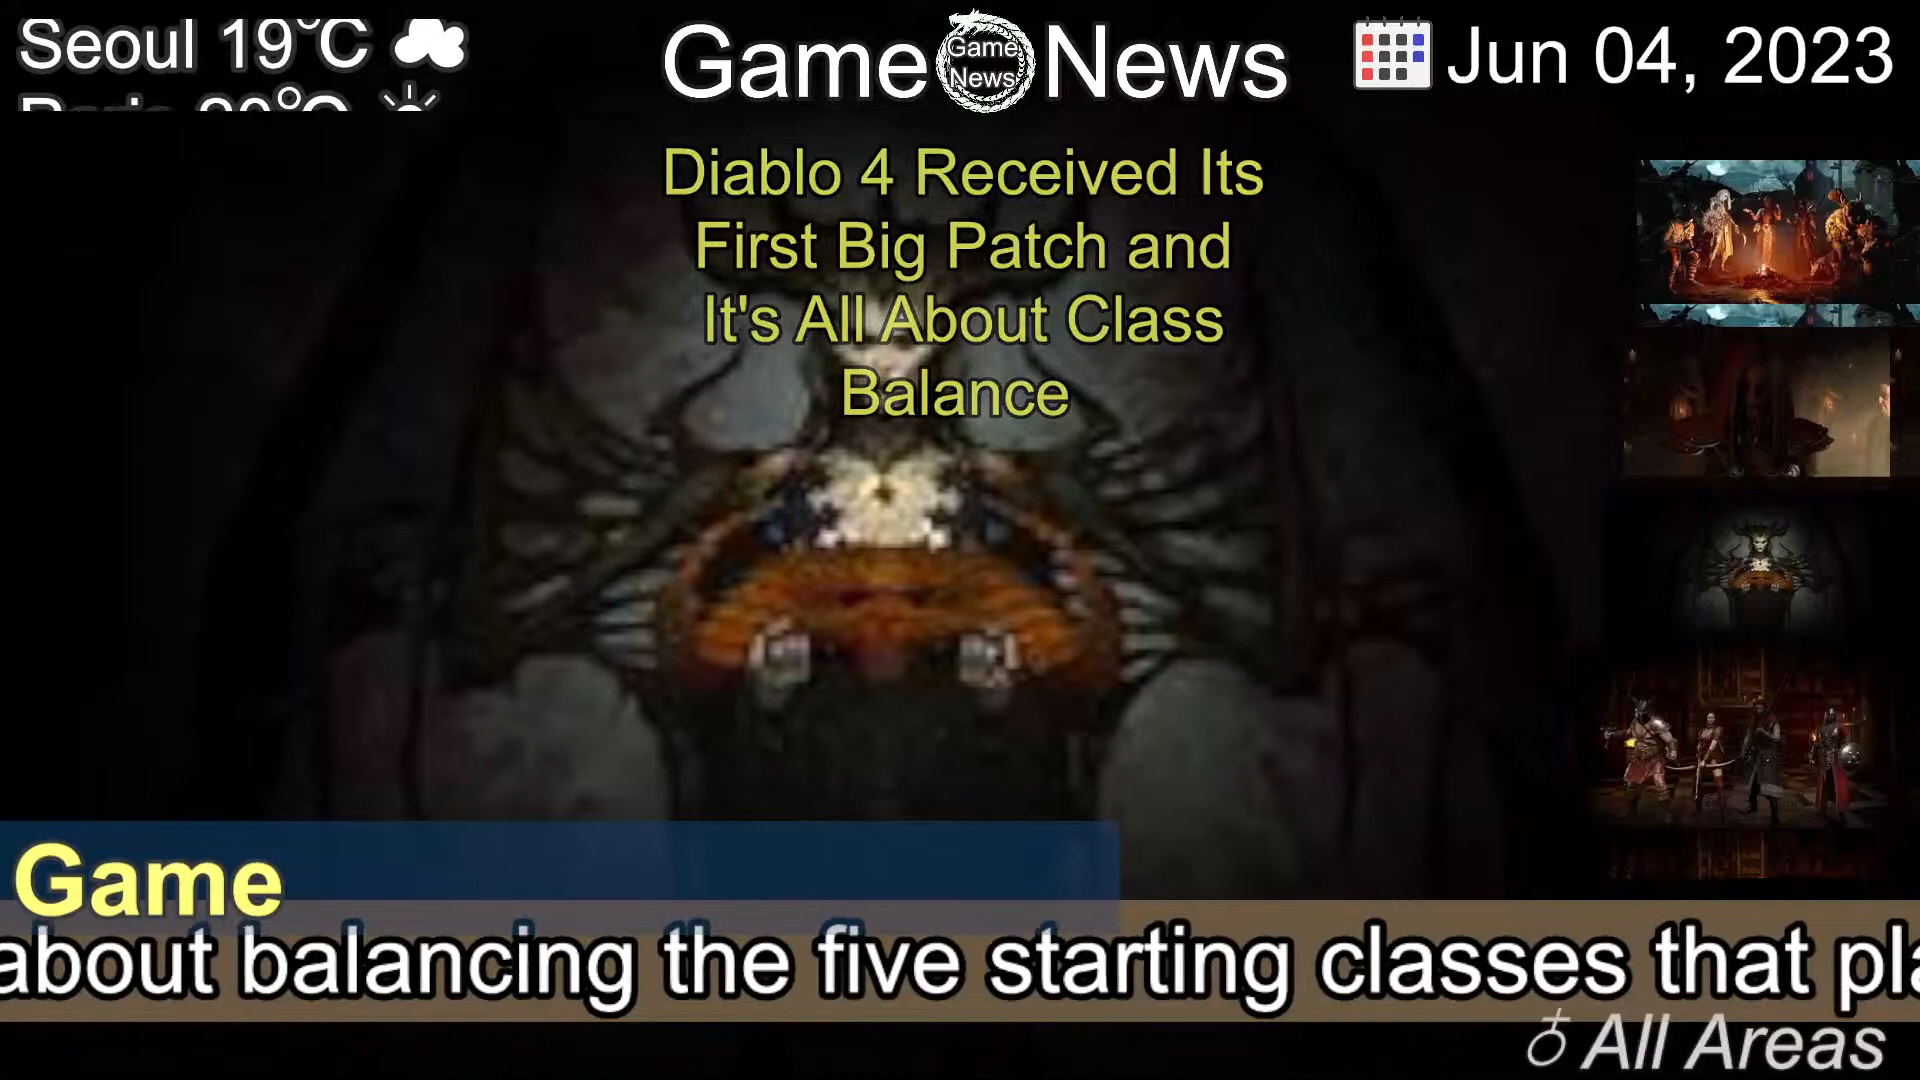 Seoul 19°C
Game News
Game
News
Jun 04, 2023
Diablo 4 Received Its
First Big Patch and
It's All About Class
Balance
Game
about balancing the five starting classes that pla
All Areas